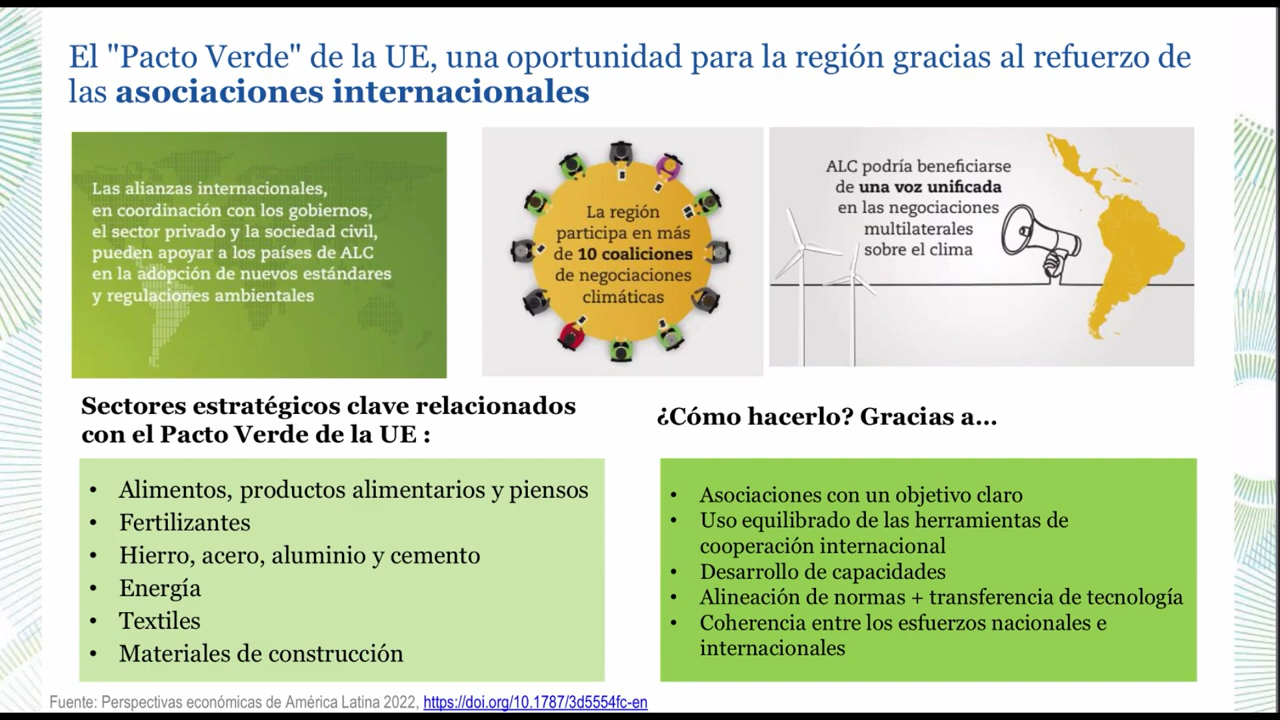 El "Pacto Verde" de la UE, una oportunidad para la región gracias al refuerzo de
las asociaciones internacionales
Las alianzas internacionales,
en coordinación con los gobiernos,
el sector privado y la sociedad civil,
pueden apoyar a los países de ALC
en la adopción de nuevos estándares
y regulaciones ambientales
La región
participa en más
de 10 coaliciones
de negociaciones
climáticas
ALC podría beneficiarse
de una voz unificada
en las negociaciones
multilaterales
sobre el clima
Sectores estratégicos clave relacionados
con el Pacto Verde de la UE :
• Alimentos, productos alimentarios y piensos
• Fertilizantes
• Hierro, acero, aluminio y cemento
• Energía
• Textiles
• Materiales de construcción
¿Cómo hacerlo? Gracias a...
• Asociaciones con un objetivo claro
• Uso equilibrado de las herramientas de
cooperación internacional
• Desarrollo de capacidades
• Alineación de normas + transferencia de tecnología
• Coherencia entre los esfuerzos nacionales e
internacionales
Fuente: Perspectivas económicas de América Latina 2022, https://doi.org/10.1787/3d5554fc-en